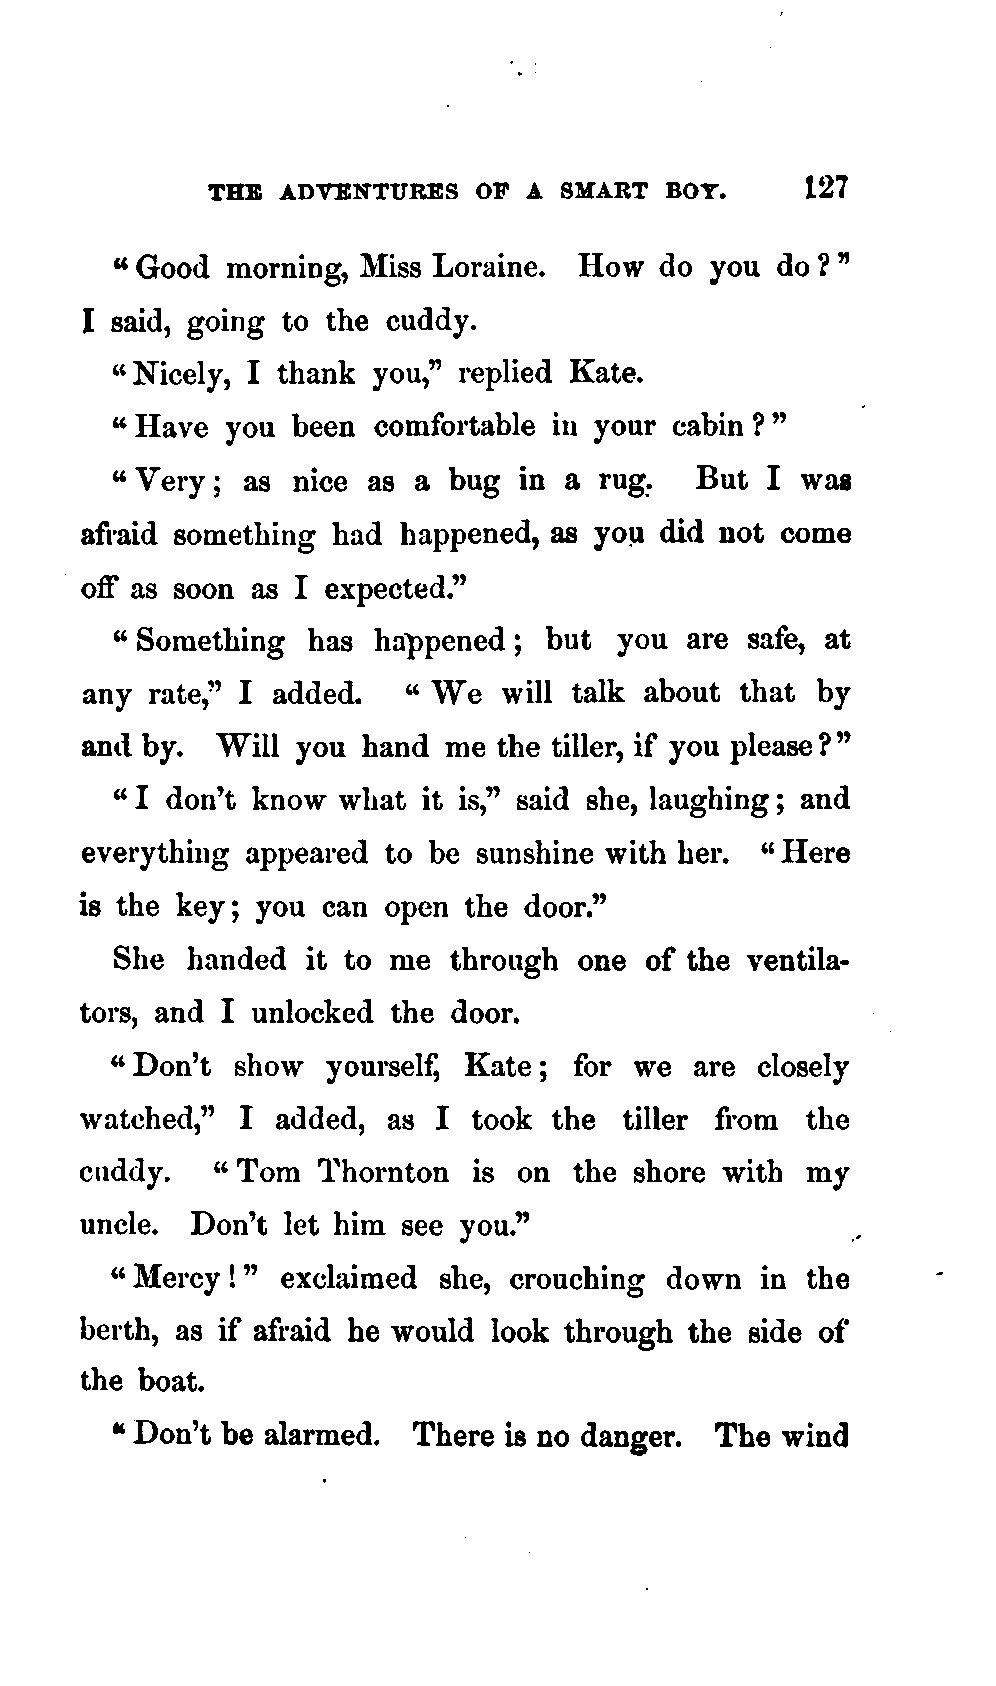 THE ADVENTURES OF A SMART BOY. 127
“Good morning, Miss Loraine. How do you do?”
I said, going to the cuddy.
“Nicely, I thank you,” replied Kate.
“Have you been comfortable in your cabin?”
“Very; as nice as a bug in a rug. But I was
afraid something had happened, as you did not come
off as soon as I expected.”
“Something has happened; but you are safe, at
any rate,” I added. “We will talk about that by
and by. Will you hand me the tiller, if you please?”
“I don’t know what it is,” said she, laughing; and
everything appeared to be sunshine with her. “Here
is the key; you can open the door.”
She handed it to me through one of the ventila-
tors, and I unlocked the door.
“Don’t show yourself, Kate; for we are closely
watched,” I added, as I took the tiller from the
cuddy. “Tom Thornton is on the shore with my
uncle. Don’t let him see you.”
“Mercy!” exclaimed she, crouching down in the
berth, as if afraid he would look through the side of
the boat.
“Don’t be alarmed. There is no danger. The wind